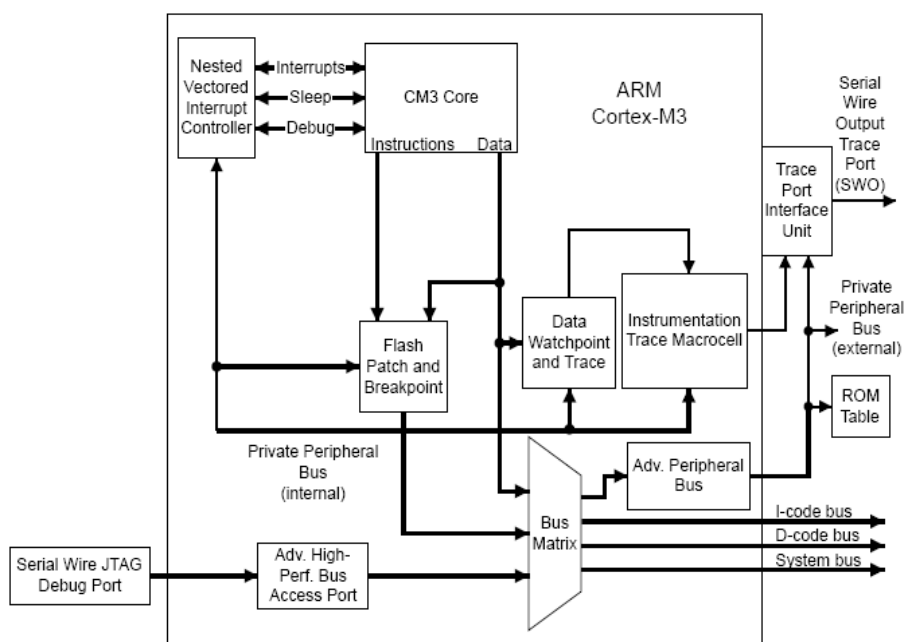 Nested
Vectored
Interrupt
Controller
Interrupts
Sleep
Debug
CM3 Core
Instructions
Data
ARM
Cortex-M3
Serial
Wire
Output
Trace
Port
(SWO)
Trace
Port
Interface
Unit
Private
Peripheral
Bus
(external)
Flash
Patch and
Breakpoint
Data
Watchpoint
and Trace
Instrumentation
Trace Macrocell
ROM
Table
Private Peripheral
Bus
(internal)
Adv. Peripheral
Bus
Bus
Matrix
I-code bus
D-code bus
System bus
Serial Wire JTAG
Debug Port
Adv. High-
Perf. Bus
Access Port